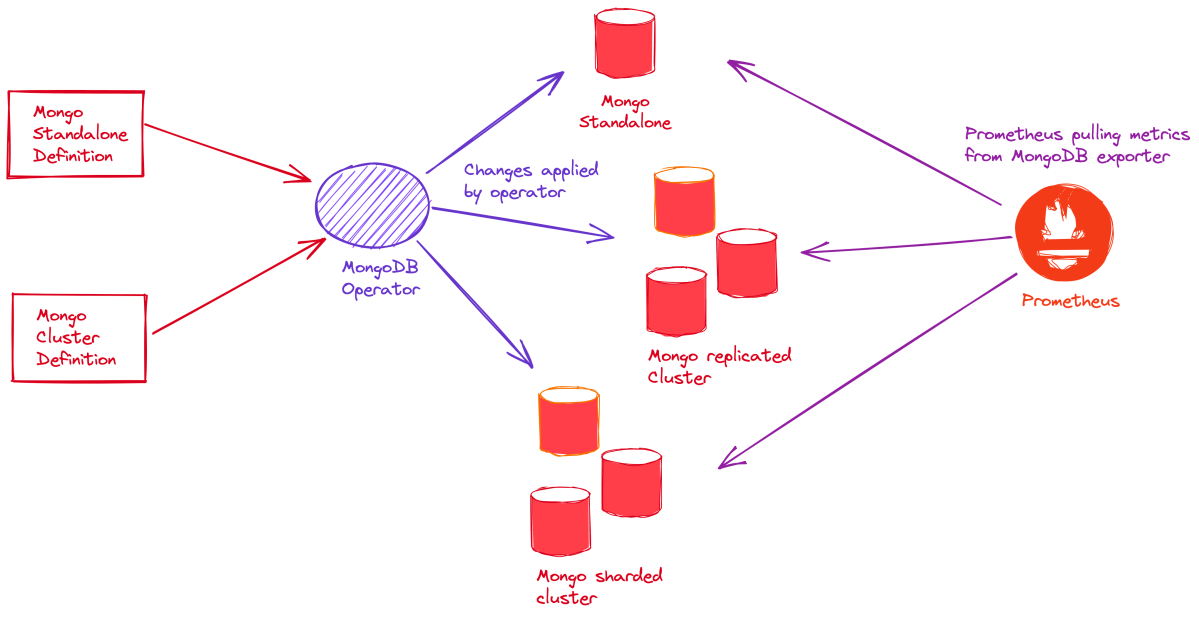 Mongo
Standalone
Definition
Mongo
Cluster
Definition
MongoDB
Operator
Changes applied
by operator
Mongo
Standalone
Mongo replicated
Cluster
Mongo sharded
cluster
Prometheus pulling metrics
from MongoDB exporter
Prometheus